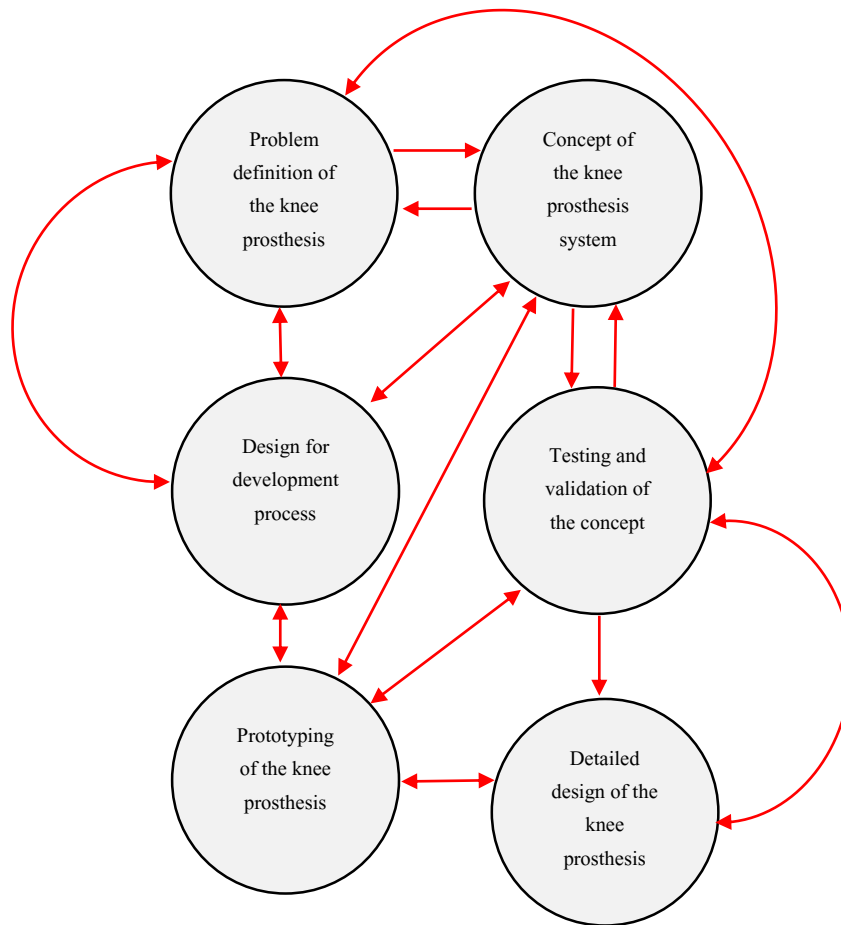 Problem
definition of
the knee
prosthesis
Concept of
the knee
prosthesis
system
Design for
development
process
Testing and
validation of
the concept
Prototyping
of the knee
prosthesis
Detailed
design of the
knee
prosthesis